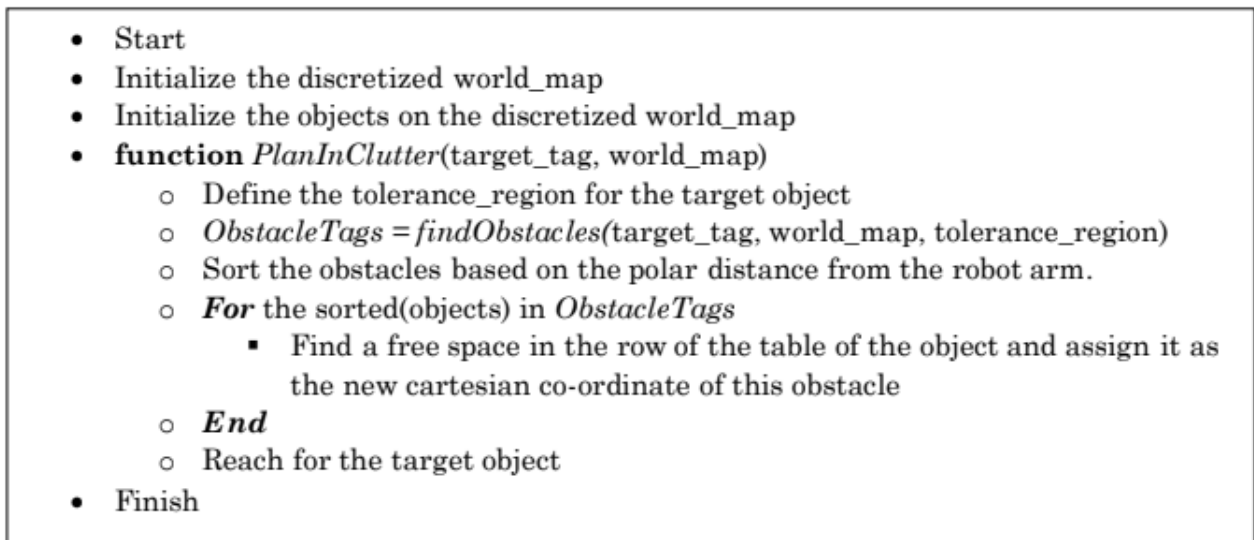 • Start
• Initialize the discretized world_map
• Initialize the objects on the discretized world_map
• function PlanInClutter(target_tag, world_map)
o Define the tolerance_region for the target object
o ObstacleTags = findObstacles(target_tag, world_map, tolerance_region)
o Sort the obstacles based on the polar distance from the robot arm.
o For the sorted(objects) in ObstacleTags
▪ Find a free space in the row of the table of the object and assign it as
the new cartesian co-ordinate of this obstacle
o End
o Reach for the target object
• Finish